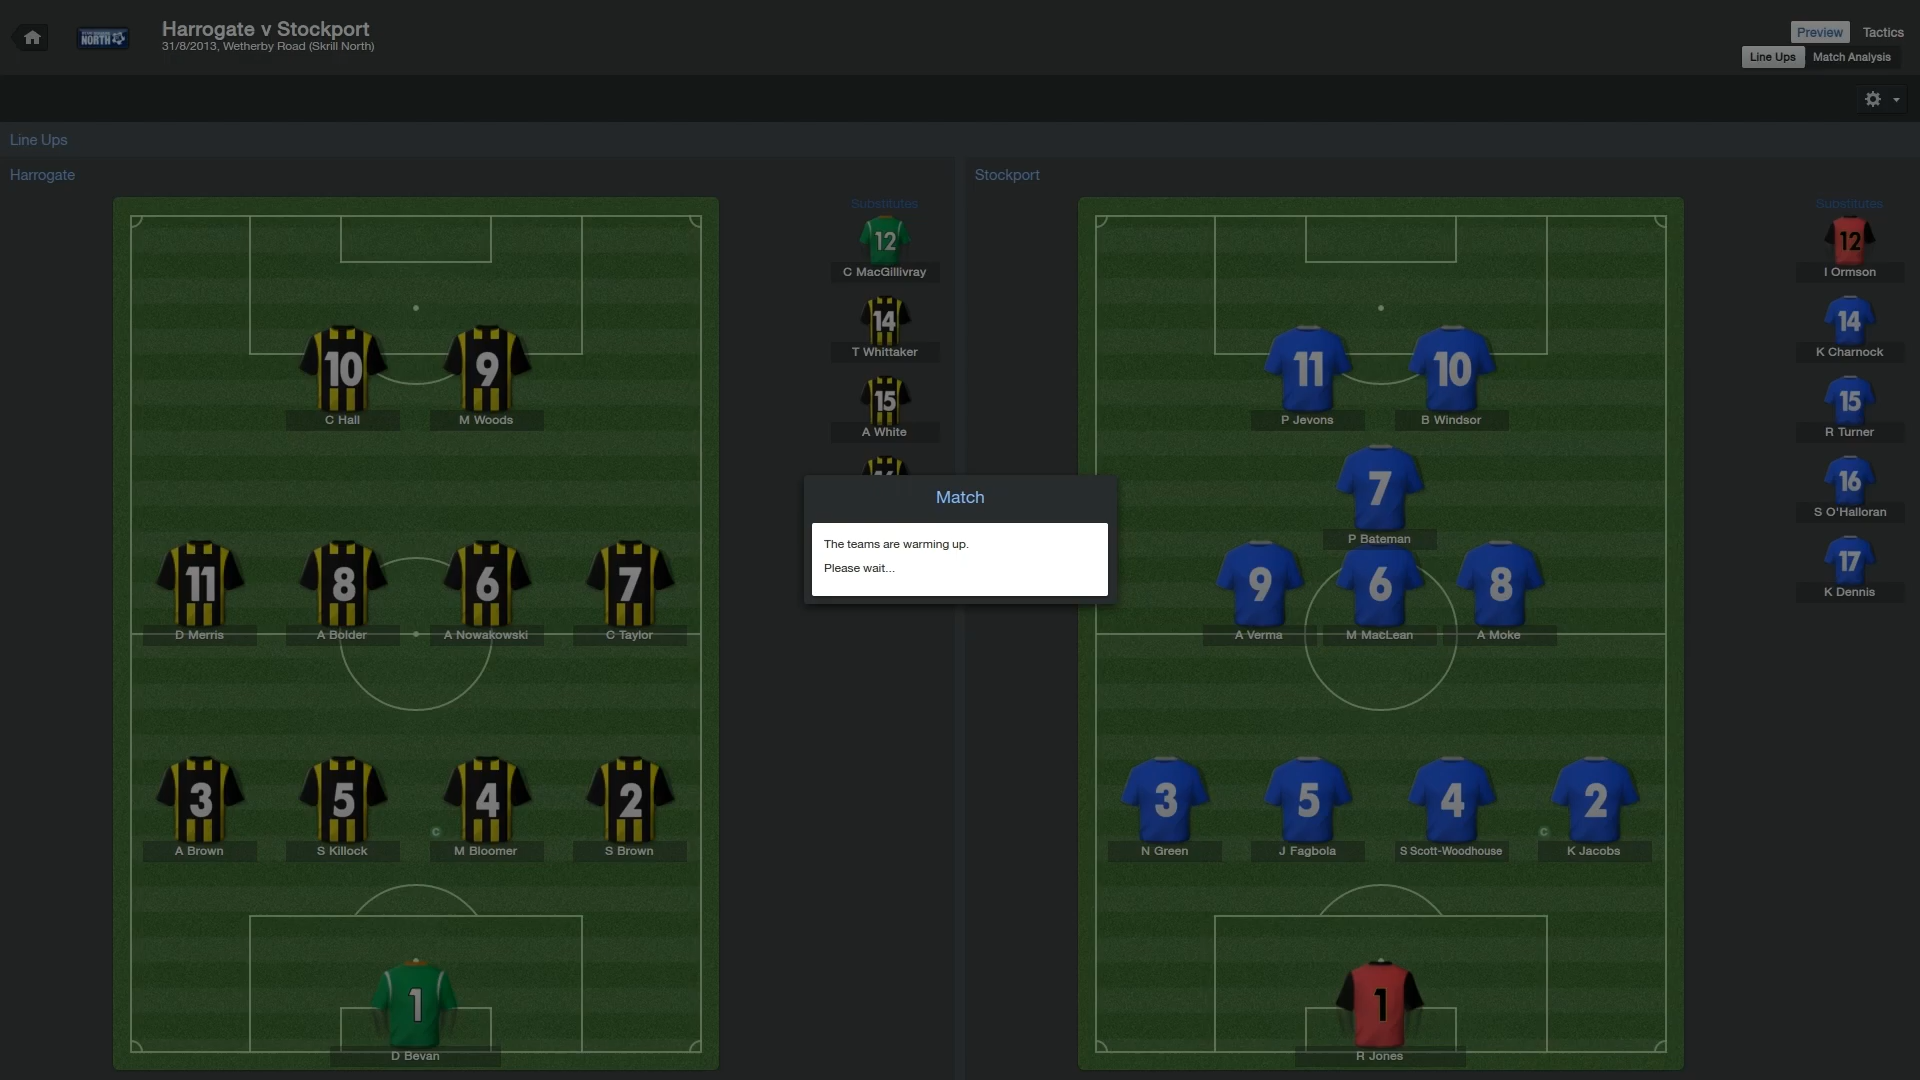 Harrogate v Stockport
31/8/2013, Wetherby Road (Skrill North)
NORTH
Preview
Tactics
Line Ups
Match Analysis
Line Ups
Harrogate
10
C Hall
9
M Woods
11
D Merris
8
A Bolder
6
A Nowakowski
7
C Taylor
3
A Brown
5
S Killock
C
4
M Bloomer
2
S Brown
1
D Bevan
Substitutes
12
C MacGillivray
14
T Whittaker
15
A White
Match
The teams are warming up.
Please wait...
Stockport
11
P Jevons
10
B Windsor
7
P Bateman
9
A Verma
6
M MacLean
8
A Moke
3
N Green
5
J Fagbola
4
S Scott-Woodhouse
C
2
K Jacobs
1
R Jones
Substitutes
12
I Ormson
14
K Charnock
15
R Turner
16
S O'Halloran
17
K Dennis